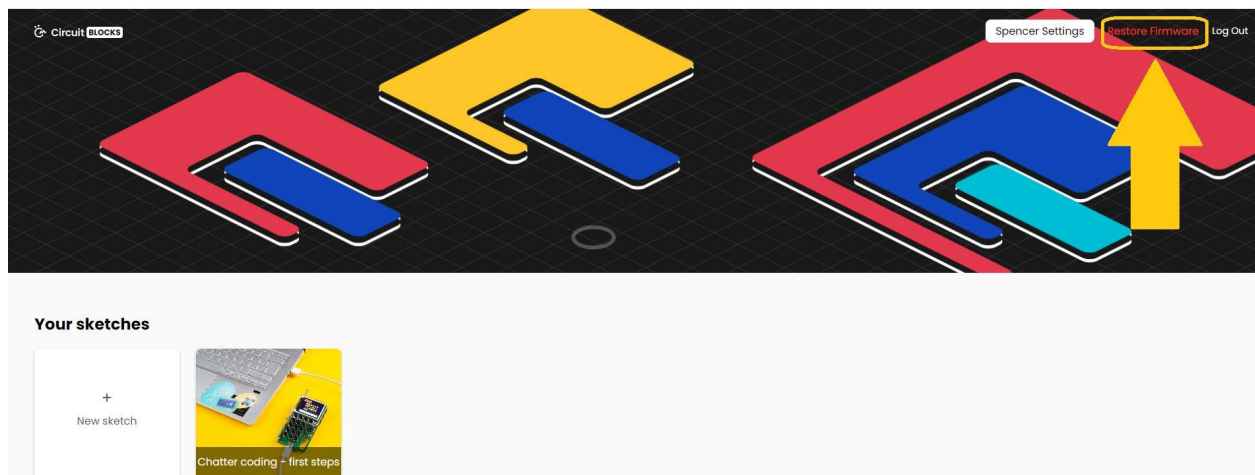 Circuit BLOCKS
Spencer Settings
Restore Firmware
Log Out
Your sketches
+
New sketch
Chatter coding - first steps